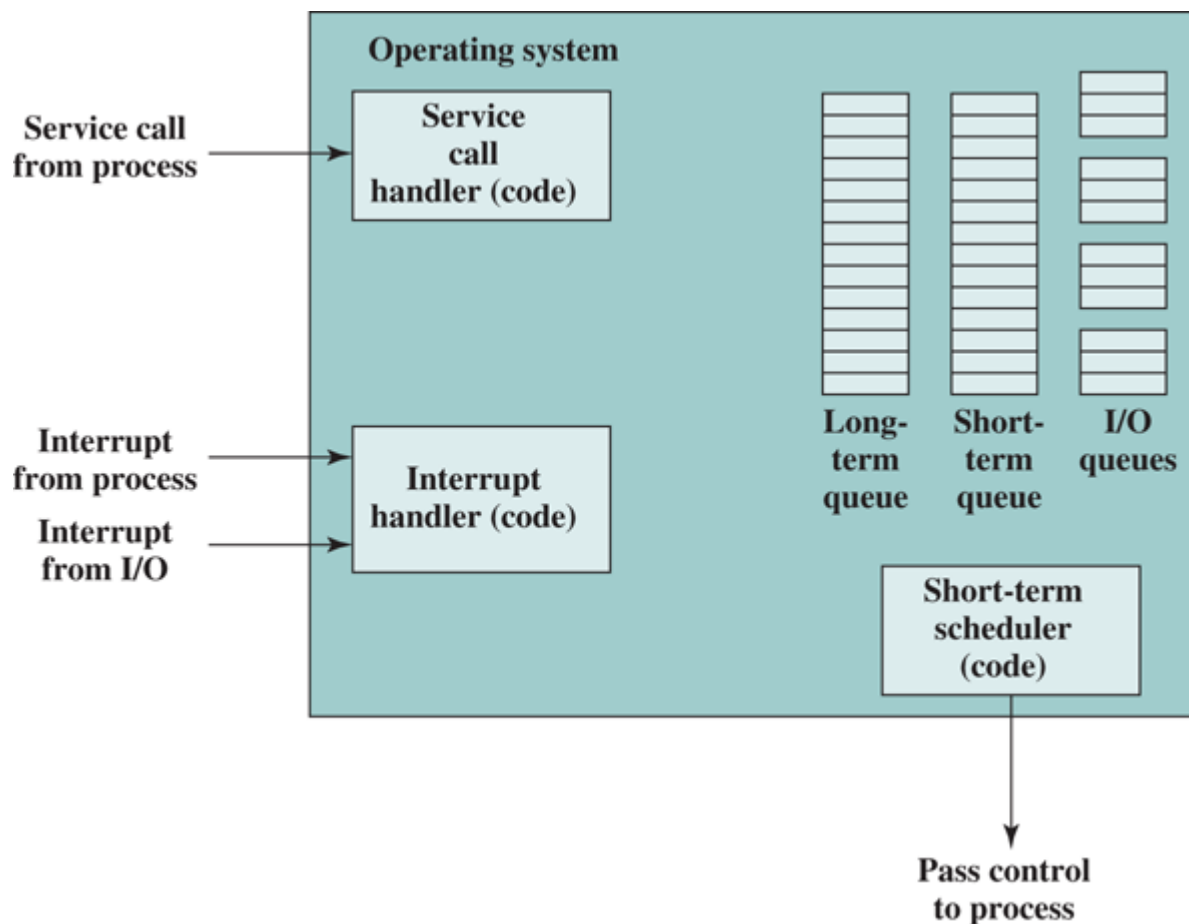 Operating system
Service call
from process
Service
call
handler (code)
Interrupt
from process
Interrupt
from I/O
Interrupt
handler (code)
Long-
term
queue
Short-
term
queue
I/O
queues
Short-term
scheduler
(code)
Pass control
to process